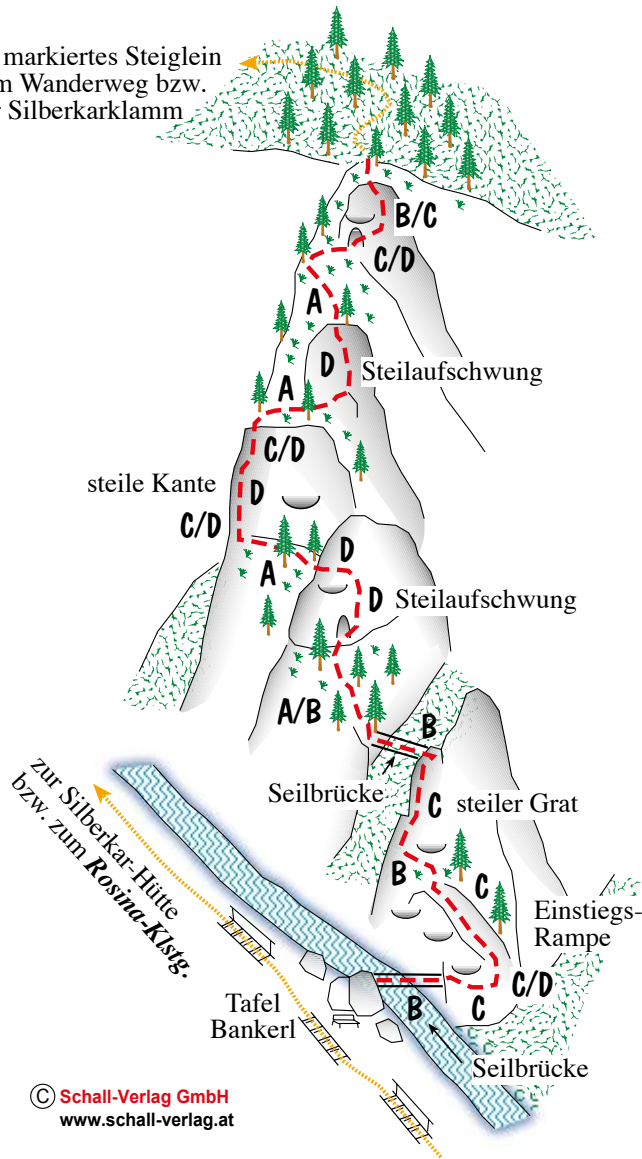 markiertes Steiglein
Wanderweg bzw.
Silberkarklamm
B/C
C/D
A
D
Steilaufschwung
A
C/D
steile Kante
D
C/D
D
A
D
Steilaufschwung
A/B
B
Seilbrücke
C
steiler Grat
B
C
zur Silberkar-Hütte
bzw. zum Rosina-Klstg.
Einstiegs-
Rampe
C/D
C
Tafel
Bankerl
B
Seilbrücke
© Schall-Verlag GmbH
www.schall-verlag.at